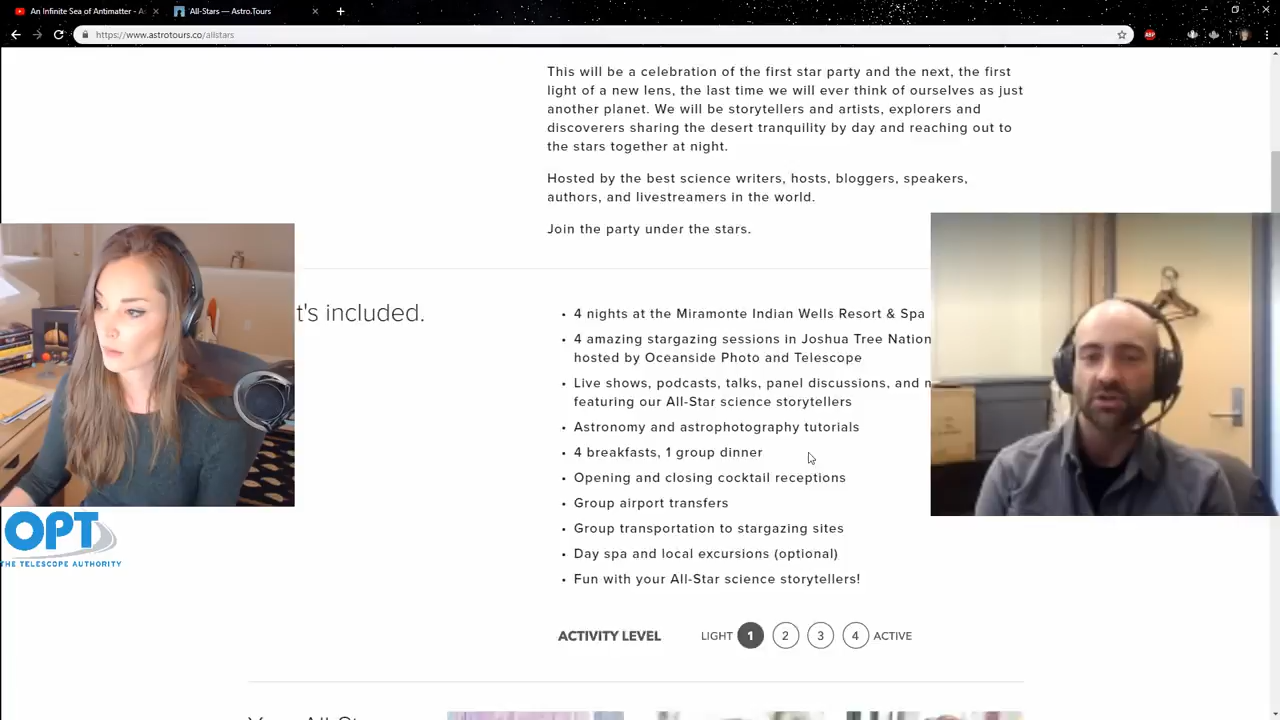 An Infinite Sea of Antimatter - A
All-Stars — Astro.Tours
https://www.astrotours.co/allstars
ABP
This will be a celebration of the first star party and the next, the first
light of a new lens, the last time we will ever think of ourselves as just
another planet. We will be storytellers and artists, explorers and
discoverers sharing the desert tranquility by day and reaching out to
the stars together at night.
Hosted by the best science writers, hosts, bloggers, speakers,
authors, and livestreamers in the world.
Join the party under the stars.
t's included.
• 4 nights at the Miramonte Indian Wells Resort & Spa
• 4 amazing stargazing sessions in Joshua Tree Nation
hosted by Oceanside Photo and Telescope
• Live shows, podcasts, talks, panel discussions, and
featuring our All-Star science storytellers
• Astronomy and astrophotography tutorials
• 4 breakfasts, 1 group dinner
• Opening and closing cocktail receptions
• Group airport transfers
• Group transportation to stargazing sites
• Day spa and local excursions (optional)
• Fun with your All-Star science storytellers!
OPT
THE TELESCOPE AUTHORITY
ACTIVITY LEVEL LIGHT 1 2 3 4 ACTIVE